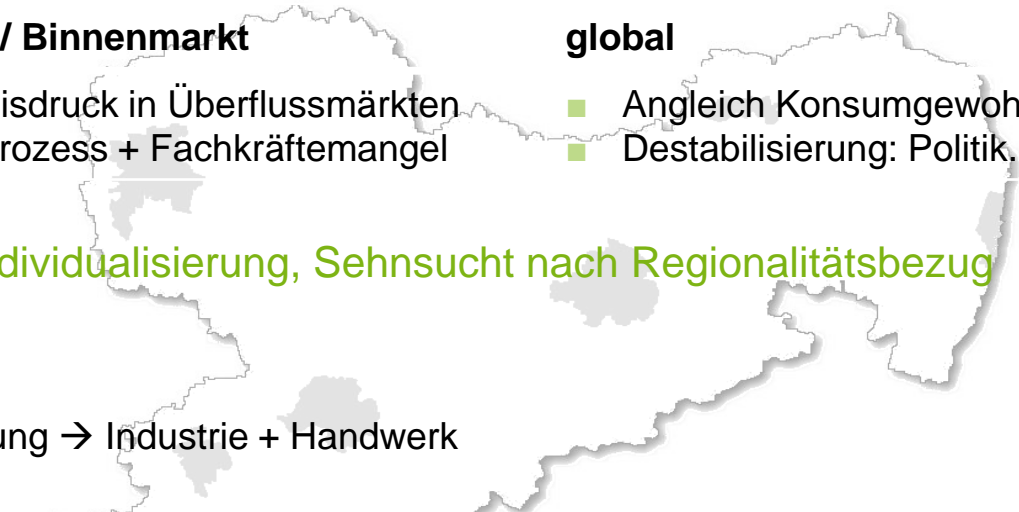 / Binnenmarkt
isdruck in Überflussmärkten
rozess + Fachkräftemangel
global
Angleich Konsumgewoh
Destabilisierung: Politik.
dividualisierung, Sehnsucht nach Regionalitätsbezug
ung → Industrie + Handwerk